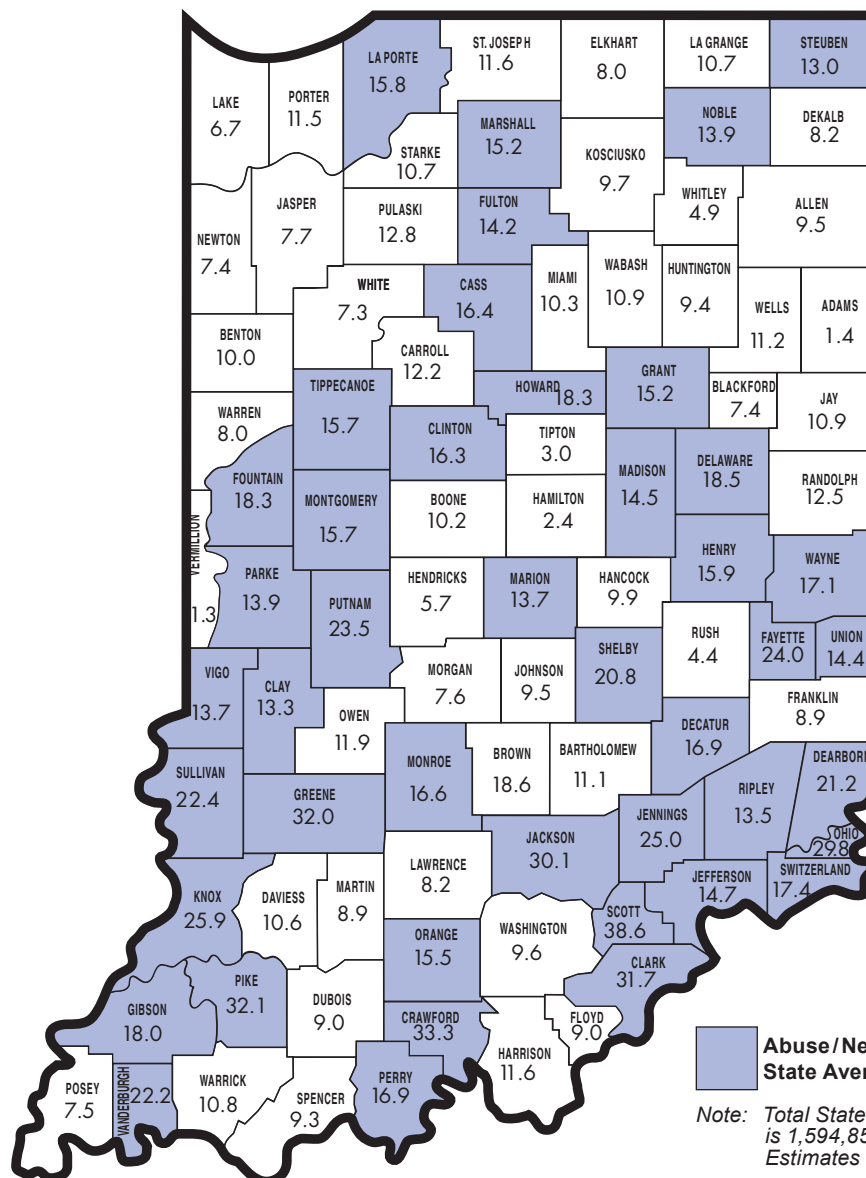 LA PORTE
15.8
ST. JOSEPH
11.6
ELKHART
8.0
LA GRANGE
10.7
STEUBEN
13.0
LAKE
6.7
PORTER
11.5
MARSHALL
15.2
NOBLE
13.9
DEKALB
8.2
STARKE
10.7
KOSCIUSKO
9.7
JASPER
7.7
PULASKI
12.8
FULTON
14.2
WHITLEY
4.9
ALLEN
9.5
NEWTON
7.4
WHITE
7.3
CASS
16.4
MIAMI
10.3
WABASH
10.9
HUNTINGTON
9.4
WELLS
11.2
ADAMS
1.4
BENTON
10.0
CARROLL
12.2
TIPPECANOE
15.7
HOWARD 18.3
GRANT
15.2
BLACKFORD
7.4
JAY
10.9
WARREN
8.0
CLINTON
16.3
TIPTON
3.0
MADISON
14.5
DELAWARE
18.5
RANDOLPH
12.5
FOUNTAIN
18.3
MONTGOMERY
15.7
BOONE
10.2
HAMILTON
2.4
VERMILLION
1.3
PARKE
13.9
PUTNAM
23.5
HENDRICKS
5.7
MARION
13.7
HANCOCK
9.9
HENRY
15.9
WAYNE
17.1
RUSH
4.4
FAYETTE
24.0
UNION
14.4
VIGO
13.7
CLAY
13.3
OWEN
11.9
MORGAN
7.6
JOHNSON
9.5
SHELBY
20.8
FRANKLIN
8.9
DECATUR
16.9
SULLIVAN
22.4
GREENE
32.0
MONROE
16.6
BROWN
18.6
BARTHOLOMEW
11.1
JENNINGS
25.0
RIPLEY
13.5
DEARBORN
21.2
OHIO
29.8
JACKSON
30.1
LAWRENCE
8.2
JEFFERSON
14.7
SWITZERLAND
17.4
KNOX
25.9
DAVIESS
10.6
MARTIN
8.9
ORANGE
15.5
WASHINGTON
9.6
SCOTT
38.6
CLARK
31.7
GIBSON
18.0
PIKE
32.1
DUBOIS
9.0
CRAWFORD
33.3
FLOYD
9.0
HARRISON
11.6
POSEY
7.5
VANDERBURGH 22.2
WARRICK
10.8
SPENCER
9.3
PERRY
16.9
Abuse/Ne
State Aver
Note: Total State
is 1,594,85
Estimates